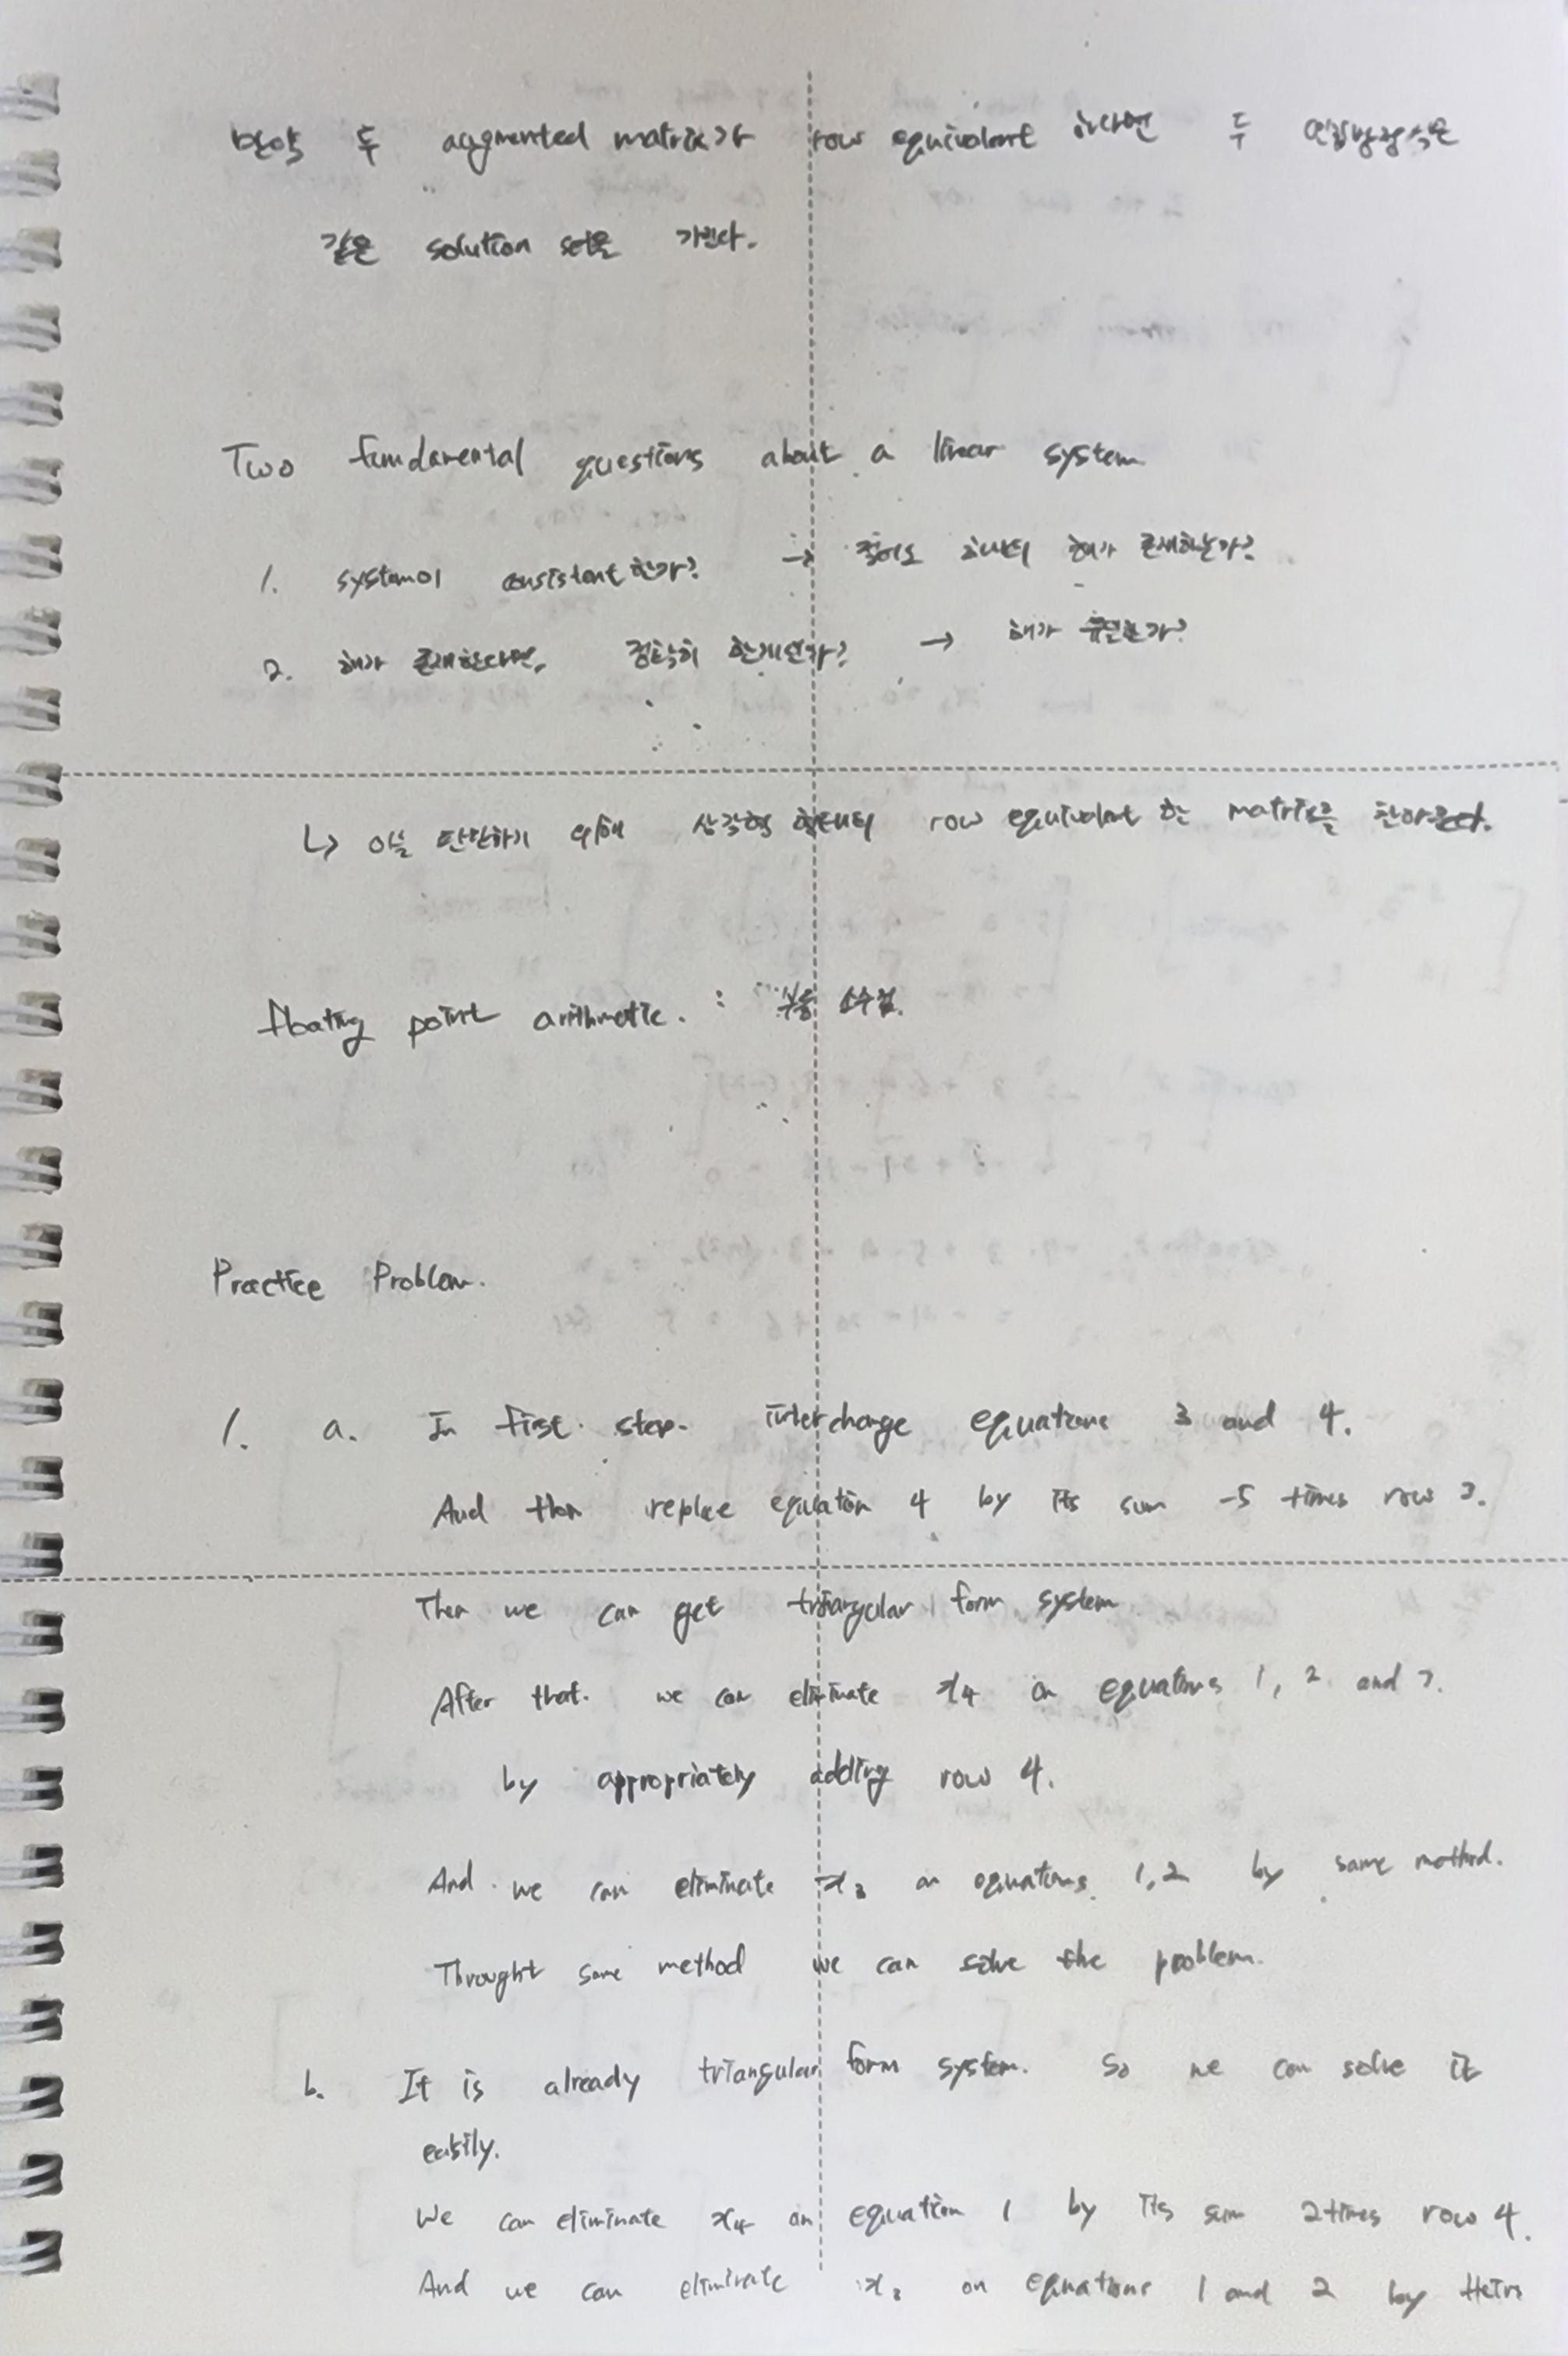 만약 두 augmented matrix가 row equivalent 하다면 두 연립방정식은
같은 solution set을 가진다.
Two fundamental questions about a linear system
1. system이 consistent 한가? → 적어도 하나의 해가 존재하는가?
2. 해가 존재한다면, 정확히 한개인가? → 해가 유일한가?
↳ 이를 판단하기 위해 삼각형 형태의 row equivalent 한 matrix를 찾아온다.
floating point arithmetic. : 부동 소수점.
Practice Problem.
1. a. In first step. interchange equations 3 and 4.
And then replce equation 4 by its sum -5 times row 3.
Then we can get triangular form system
After that. we can eliminate x4 on equations 1, 2 and 3.
by appropriately adding row 4.
And we can eliminate x3 on equations 1,2 by same method.
Throught same method we can solve the problem.
b. It is already triangular form system. So we can solve it
easily.
We can eliminate x4 on equation 1 by its sum 2times row 4.
And we can eliminate x3 on equations 1 and 2 by